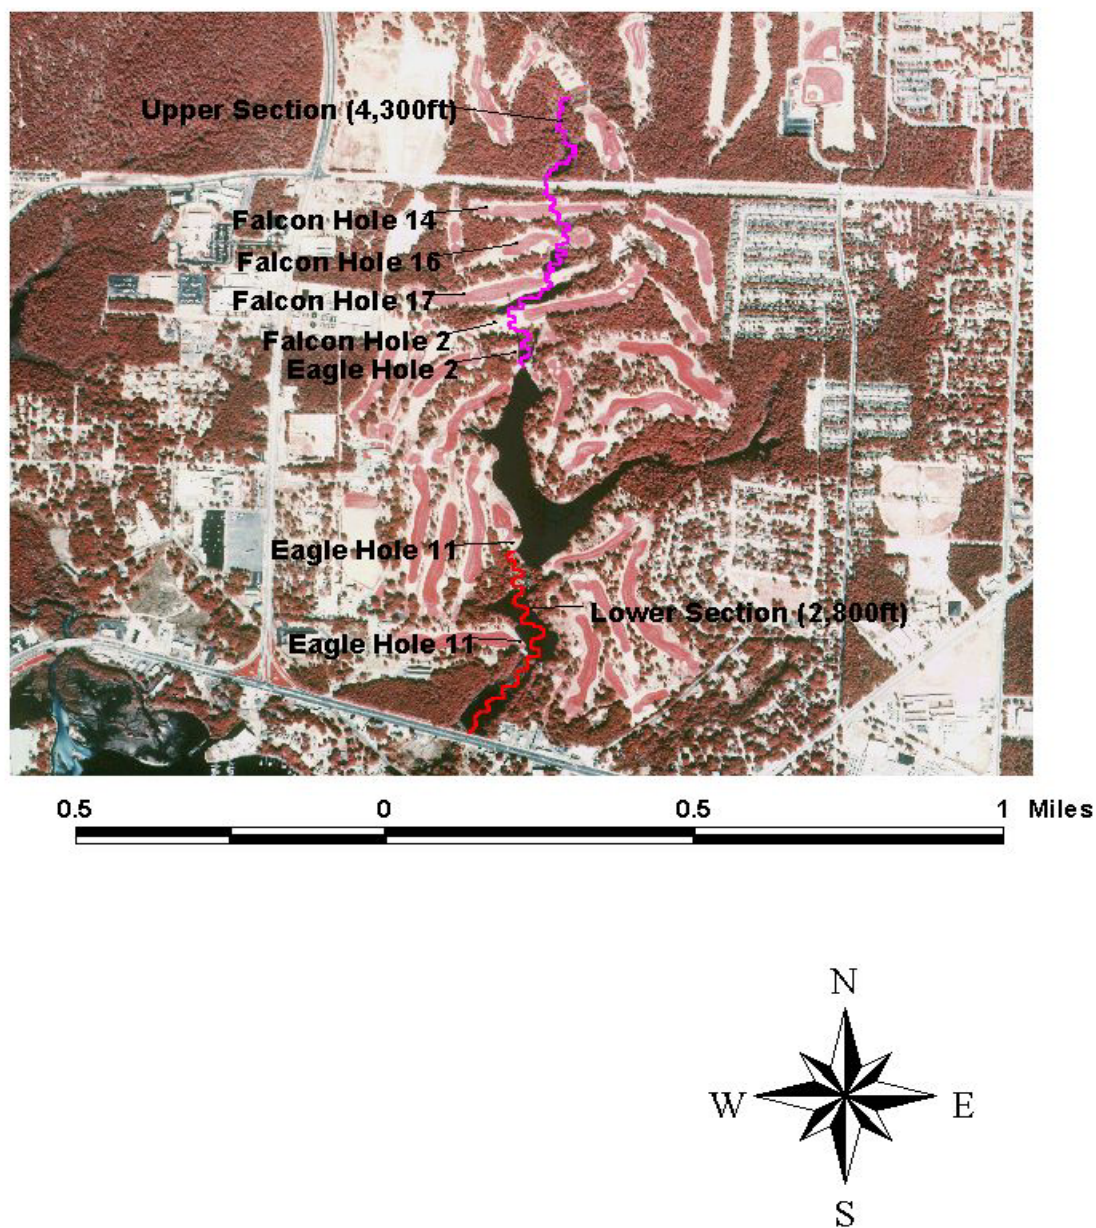 Upper Section (4,300ft)
Falcon Hole 14
Falcon Hole 16
Falcon Hole 17
Falcon Hole 2
Eagle Hole 2
Eagle Hole 11
Lower Section (2,800ft)
Eagle Hole 11
0.5 0 0.5 1 Miles
N
W E
S